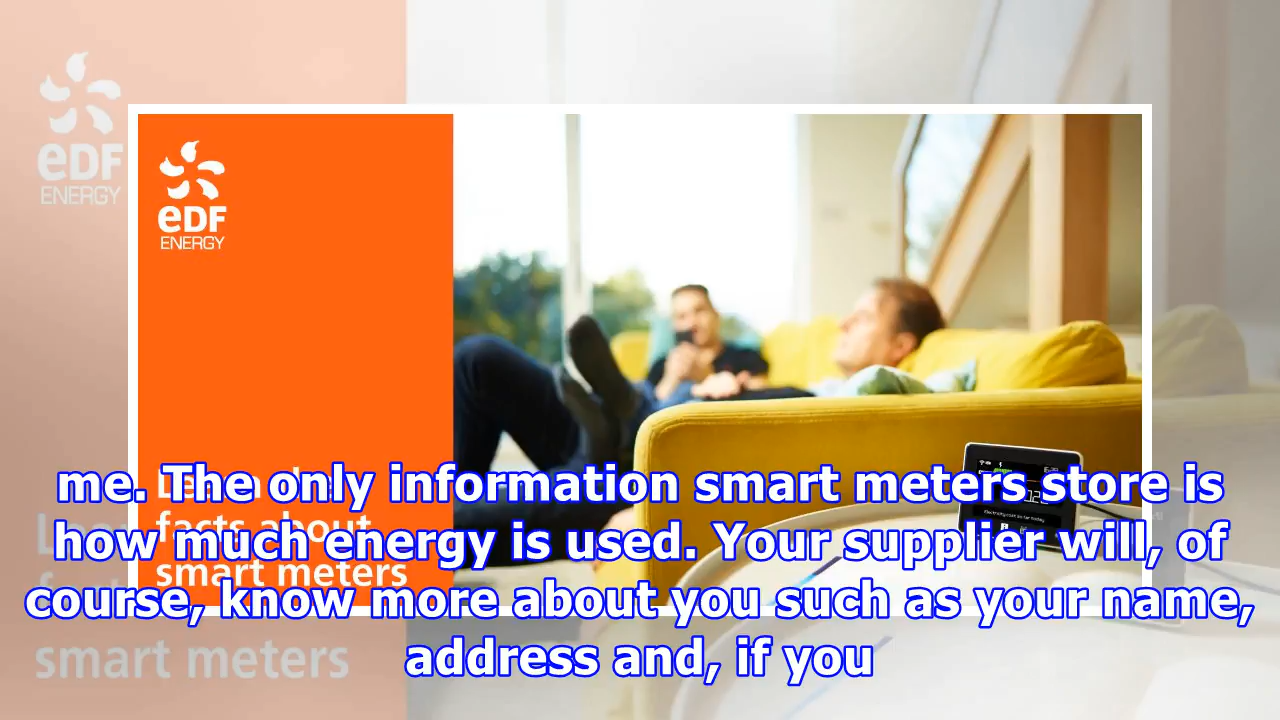 eDF
ENERGY
eDF
ENERGY
facts about
smart meters
me. The only information smart meters store is
how much energy is used. Your supplier will, of
course, know more about you such as your name,
address and, if you
smart meters